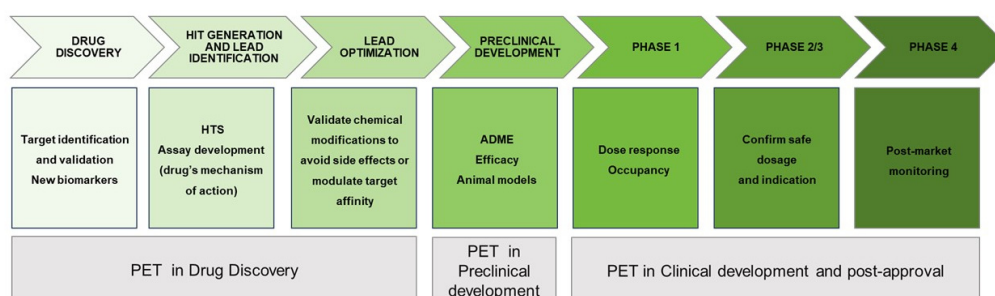 DRUG
DISCOVERY
HIT GENERATION
AND LEAD
IDENTIFICATION
LEAD
OPTIMIZATION
PRECLINICAL
DEVELOPMENT
PHASE 1
PHASE 2/3
PHASE 4
Target identification
and validation
New biomarkers
HTS
Assay development
(drug's mechanism
of action)
Validate chemical
modifications to
avoid side effects or
modulate target
affinity
ADME
Efficacy
Animal models
Dose response
Occupancy
Confirm safe
dosage
and indication
Post-market
monitoring
PET in Drug Discovery
PET in
Preclinical
development
PET in Clinical development and post-approval